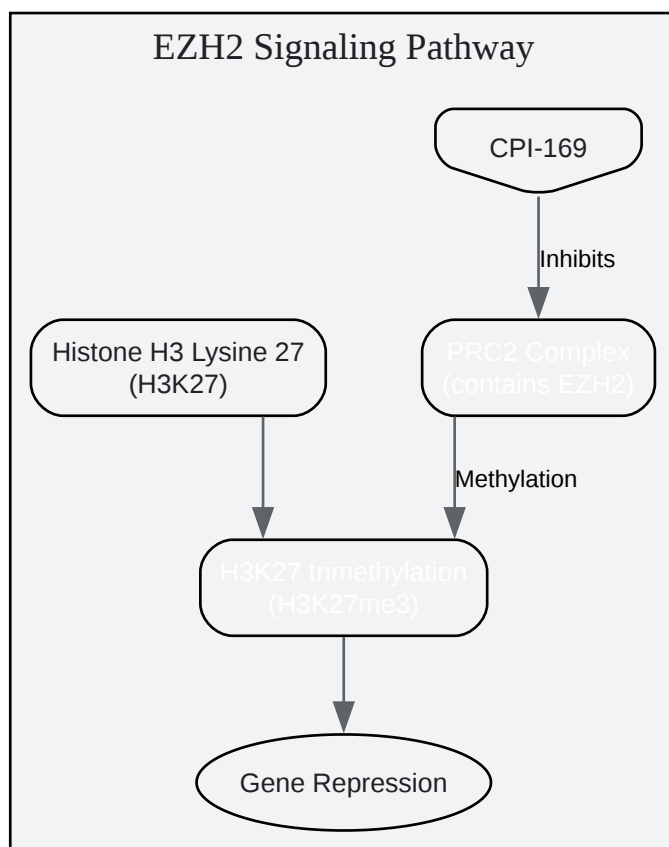 EZH2 Signaling Pathway
CPI-169
Inhibits
Histone H3 Lysine 27
(H3K27)
PRC2 Complex
(contains EZH2)
Methylation
H3K27 trimethylation
(H3K27me3)
Gene Repression